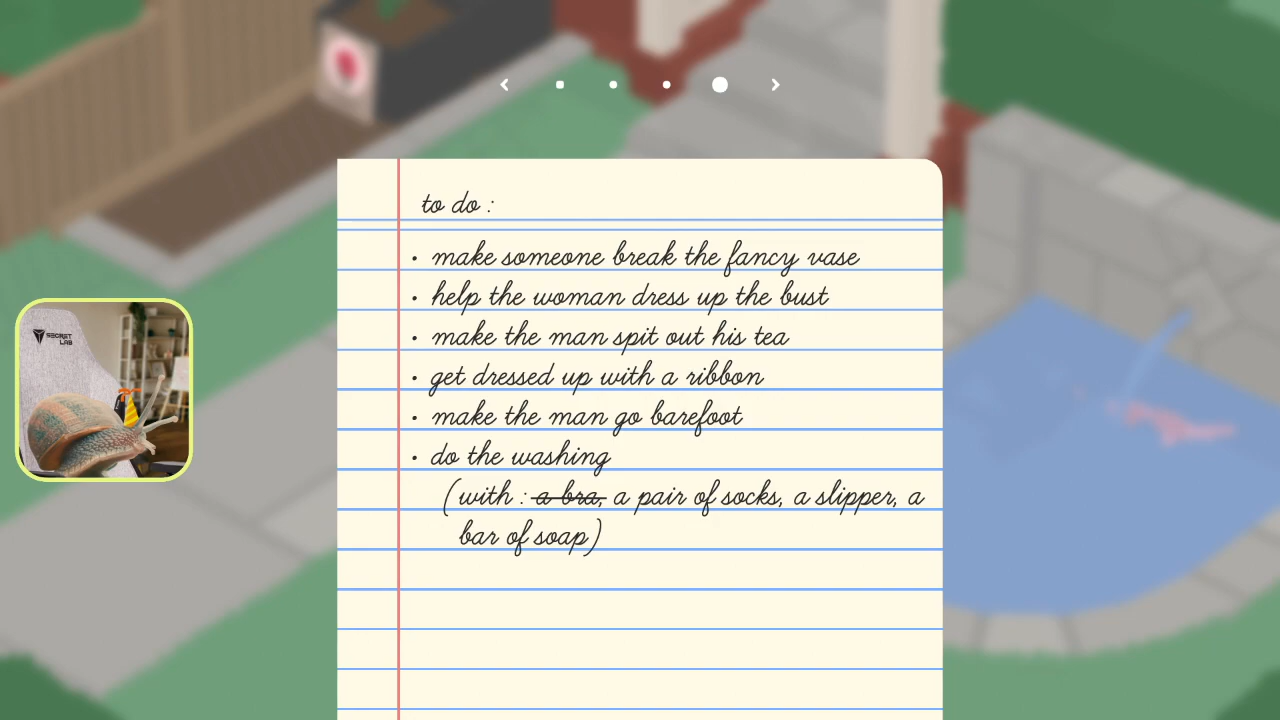 to do :
• make someone break the fancy vase
• help the woman dress up the bust
• make the man spit out his tea
• get dressed up with a ribbon
• make the man go barefoot
• do the washing
(with : a bra, a pair of socks, a slipper, a
bar of soap)
SECRET
LAB